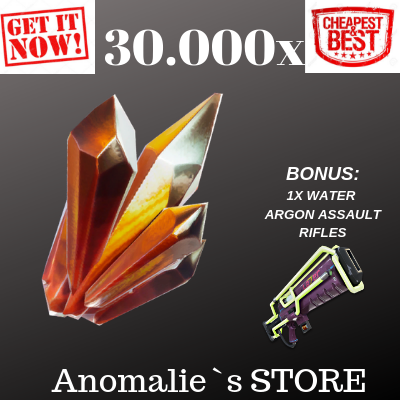 GET IT
NOW!
30.000x
CHEAPEST
&
BEST
BONUS:
1X WATER
ARGON ASSAULT
RIFLES
Anomalie`s STORE